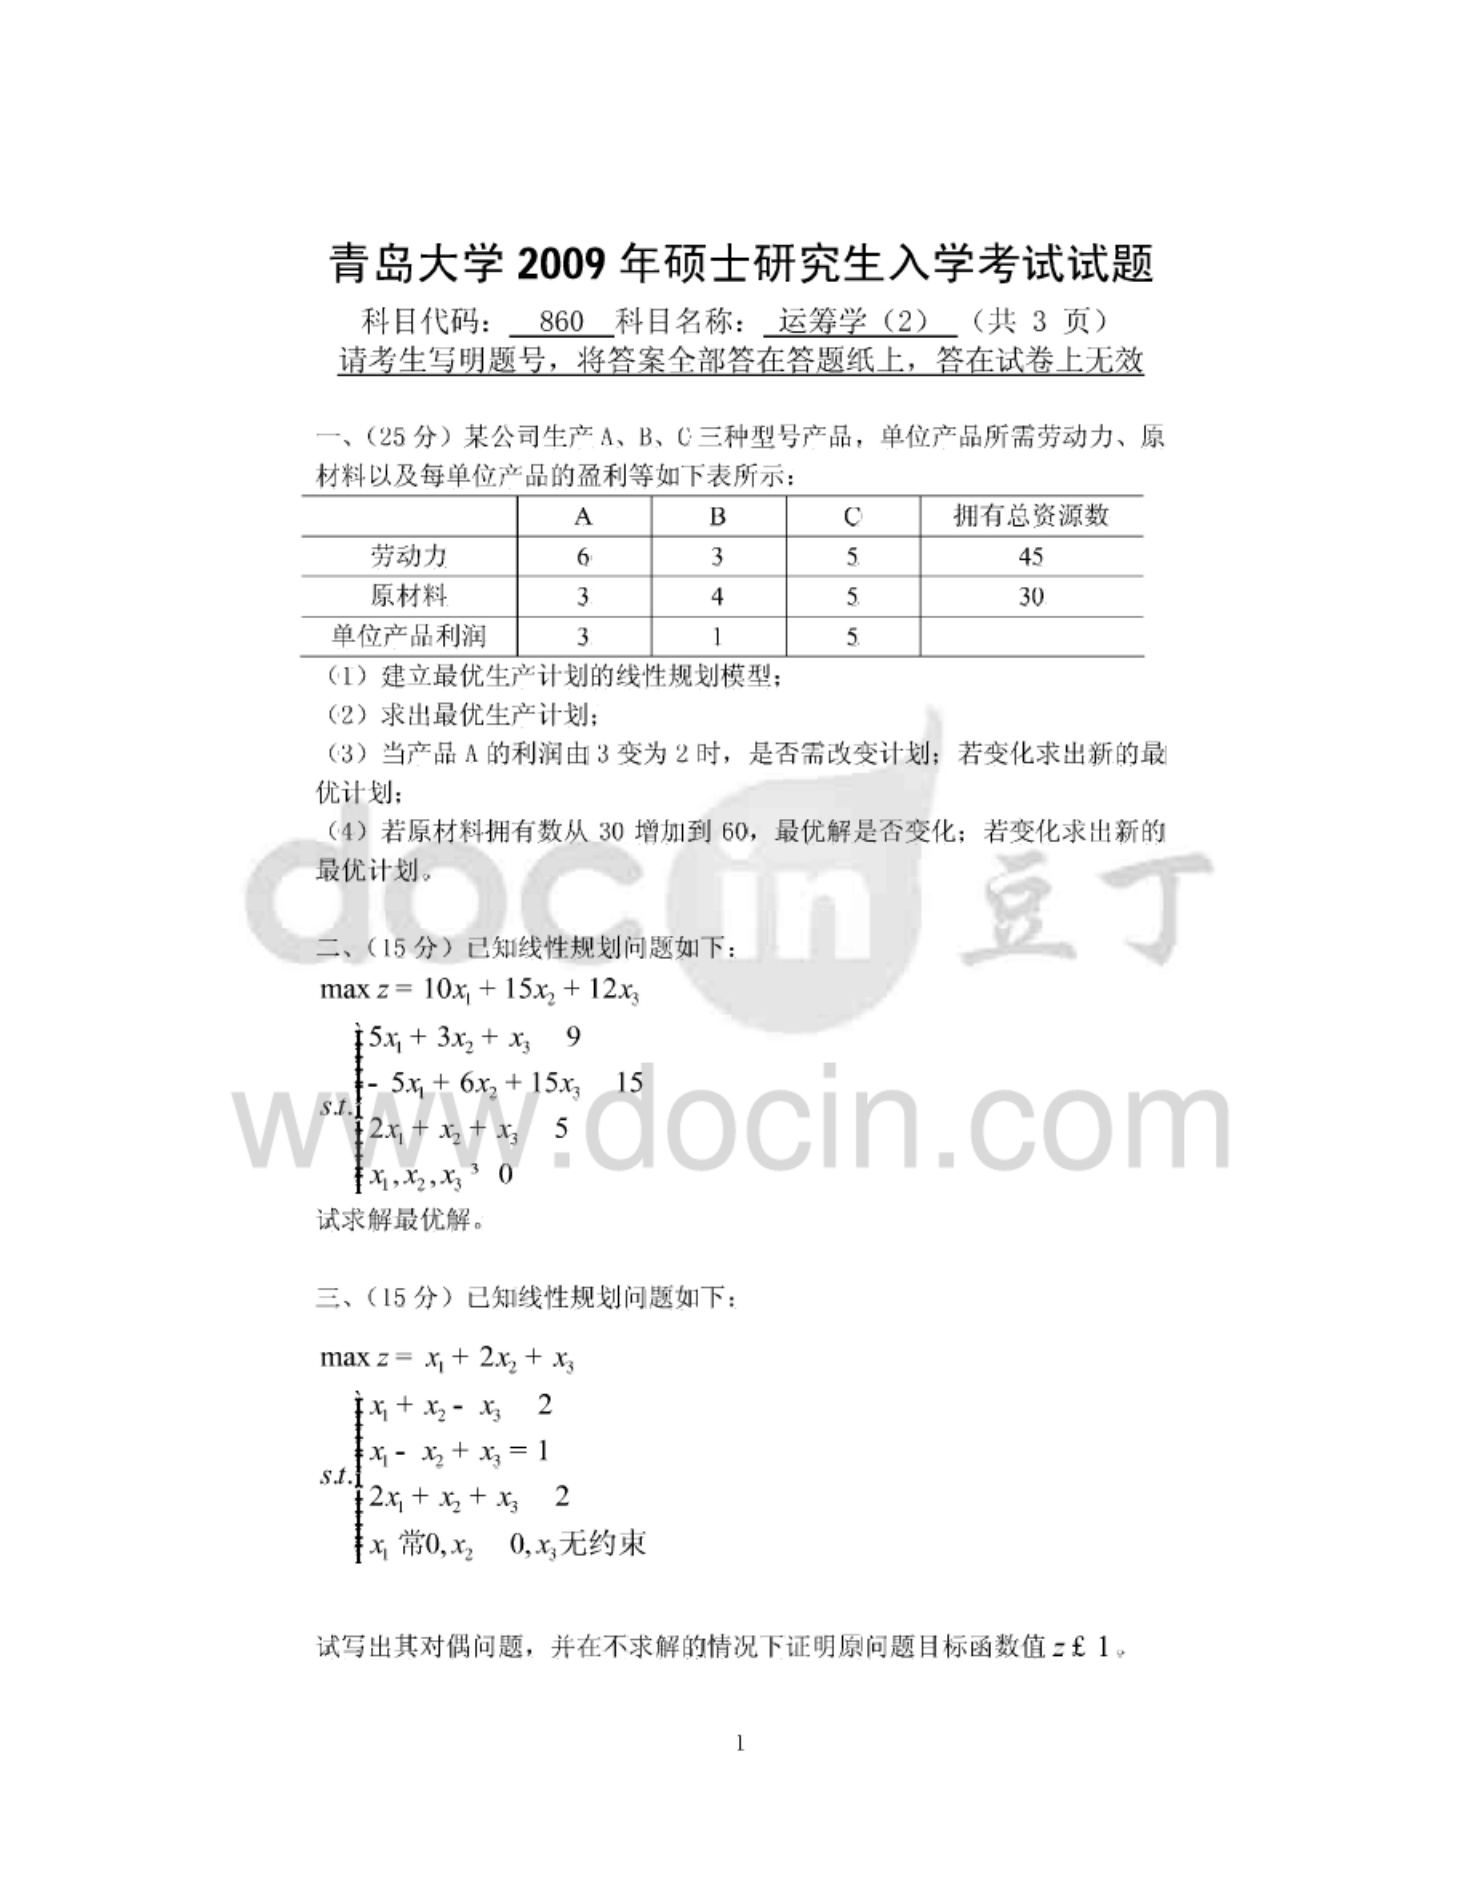 青岛大学 2009 年硕士研究生入学考试试题
科目代码： 860 科目名称： 运筹学（2） （共 3 页）
请考生写明题号，将答案全部答在答题纸上，答在试卷上无效
一、（25 分）某公司生产 A、B、C 三种型号产品，单位产品所需劳动力、原
材料以及每单位产品的盈利等如下表所示：
A B C 拥有总资源数
劳动力 6 3 5 45
原材料 3 4 5 30
单位产品利润 3 1 5
（1）建立最优生产计划的线性规划模型；
（2）求出最优生产计划；
（3）当产品 A 的利润由 3 变为 2 时，是否需改变计划；若变化求出新的最
优计划；
（4）若原材料拥有数从 30 增加到 60，最优解是否变化；若变化求出新的
最优计划。
二、（15 分）已知线性规划问题如下：
max z = 10x₁ + 15x₂ + 12x₃
5x₁ + 3x₂ + x₃ 9
- 5x₁ + 6x₂ + 15x₃ 15
s.t.
2x₁ + x₂ + x₃ 5
x₁, x₂, x₃ ³ 0
试求解最优解。
三、（15 分）已知线性规划问题如下：
max z = x₁ + 2x₂ + x₃
x₁ + x₂ - x₃ 2
x₁ - x₂ + x₃ = 1
s.t.
2x₁ + x₂ + x₃ 2
x₁ 常0, x₂ 0, x₃无约束
试写出其对偶问题，并在不求解的情况下证明原问题目标函数值 z £ 1。
1
docin 豆丁
www.docin.com